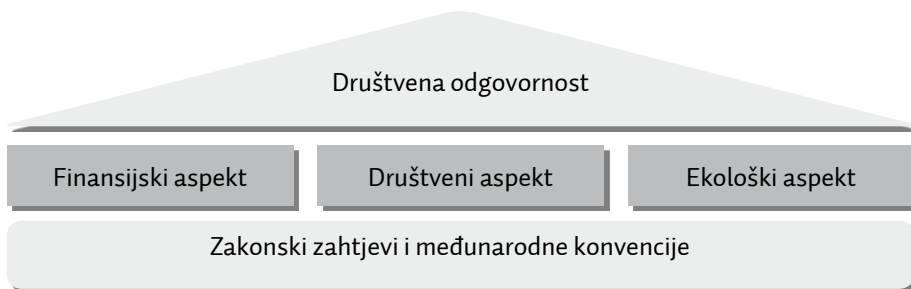 Društvena odgovornost
Finansijski aspekt
Društveni aspekt
Ekološki aspekt
Zakonski zahtjevi i međunarodne konvencije